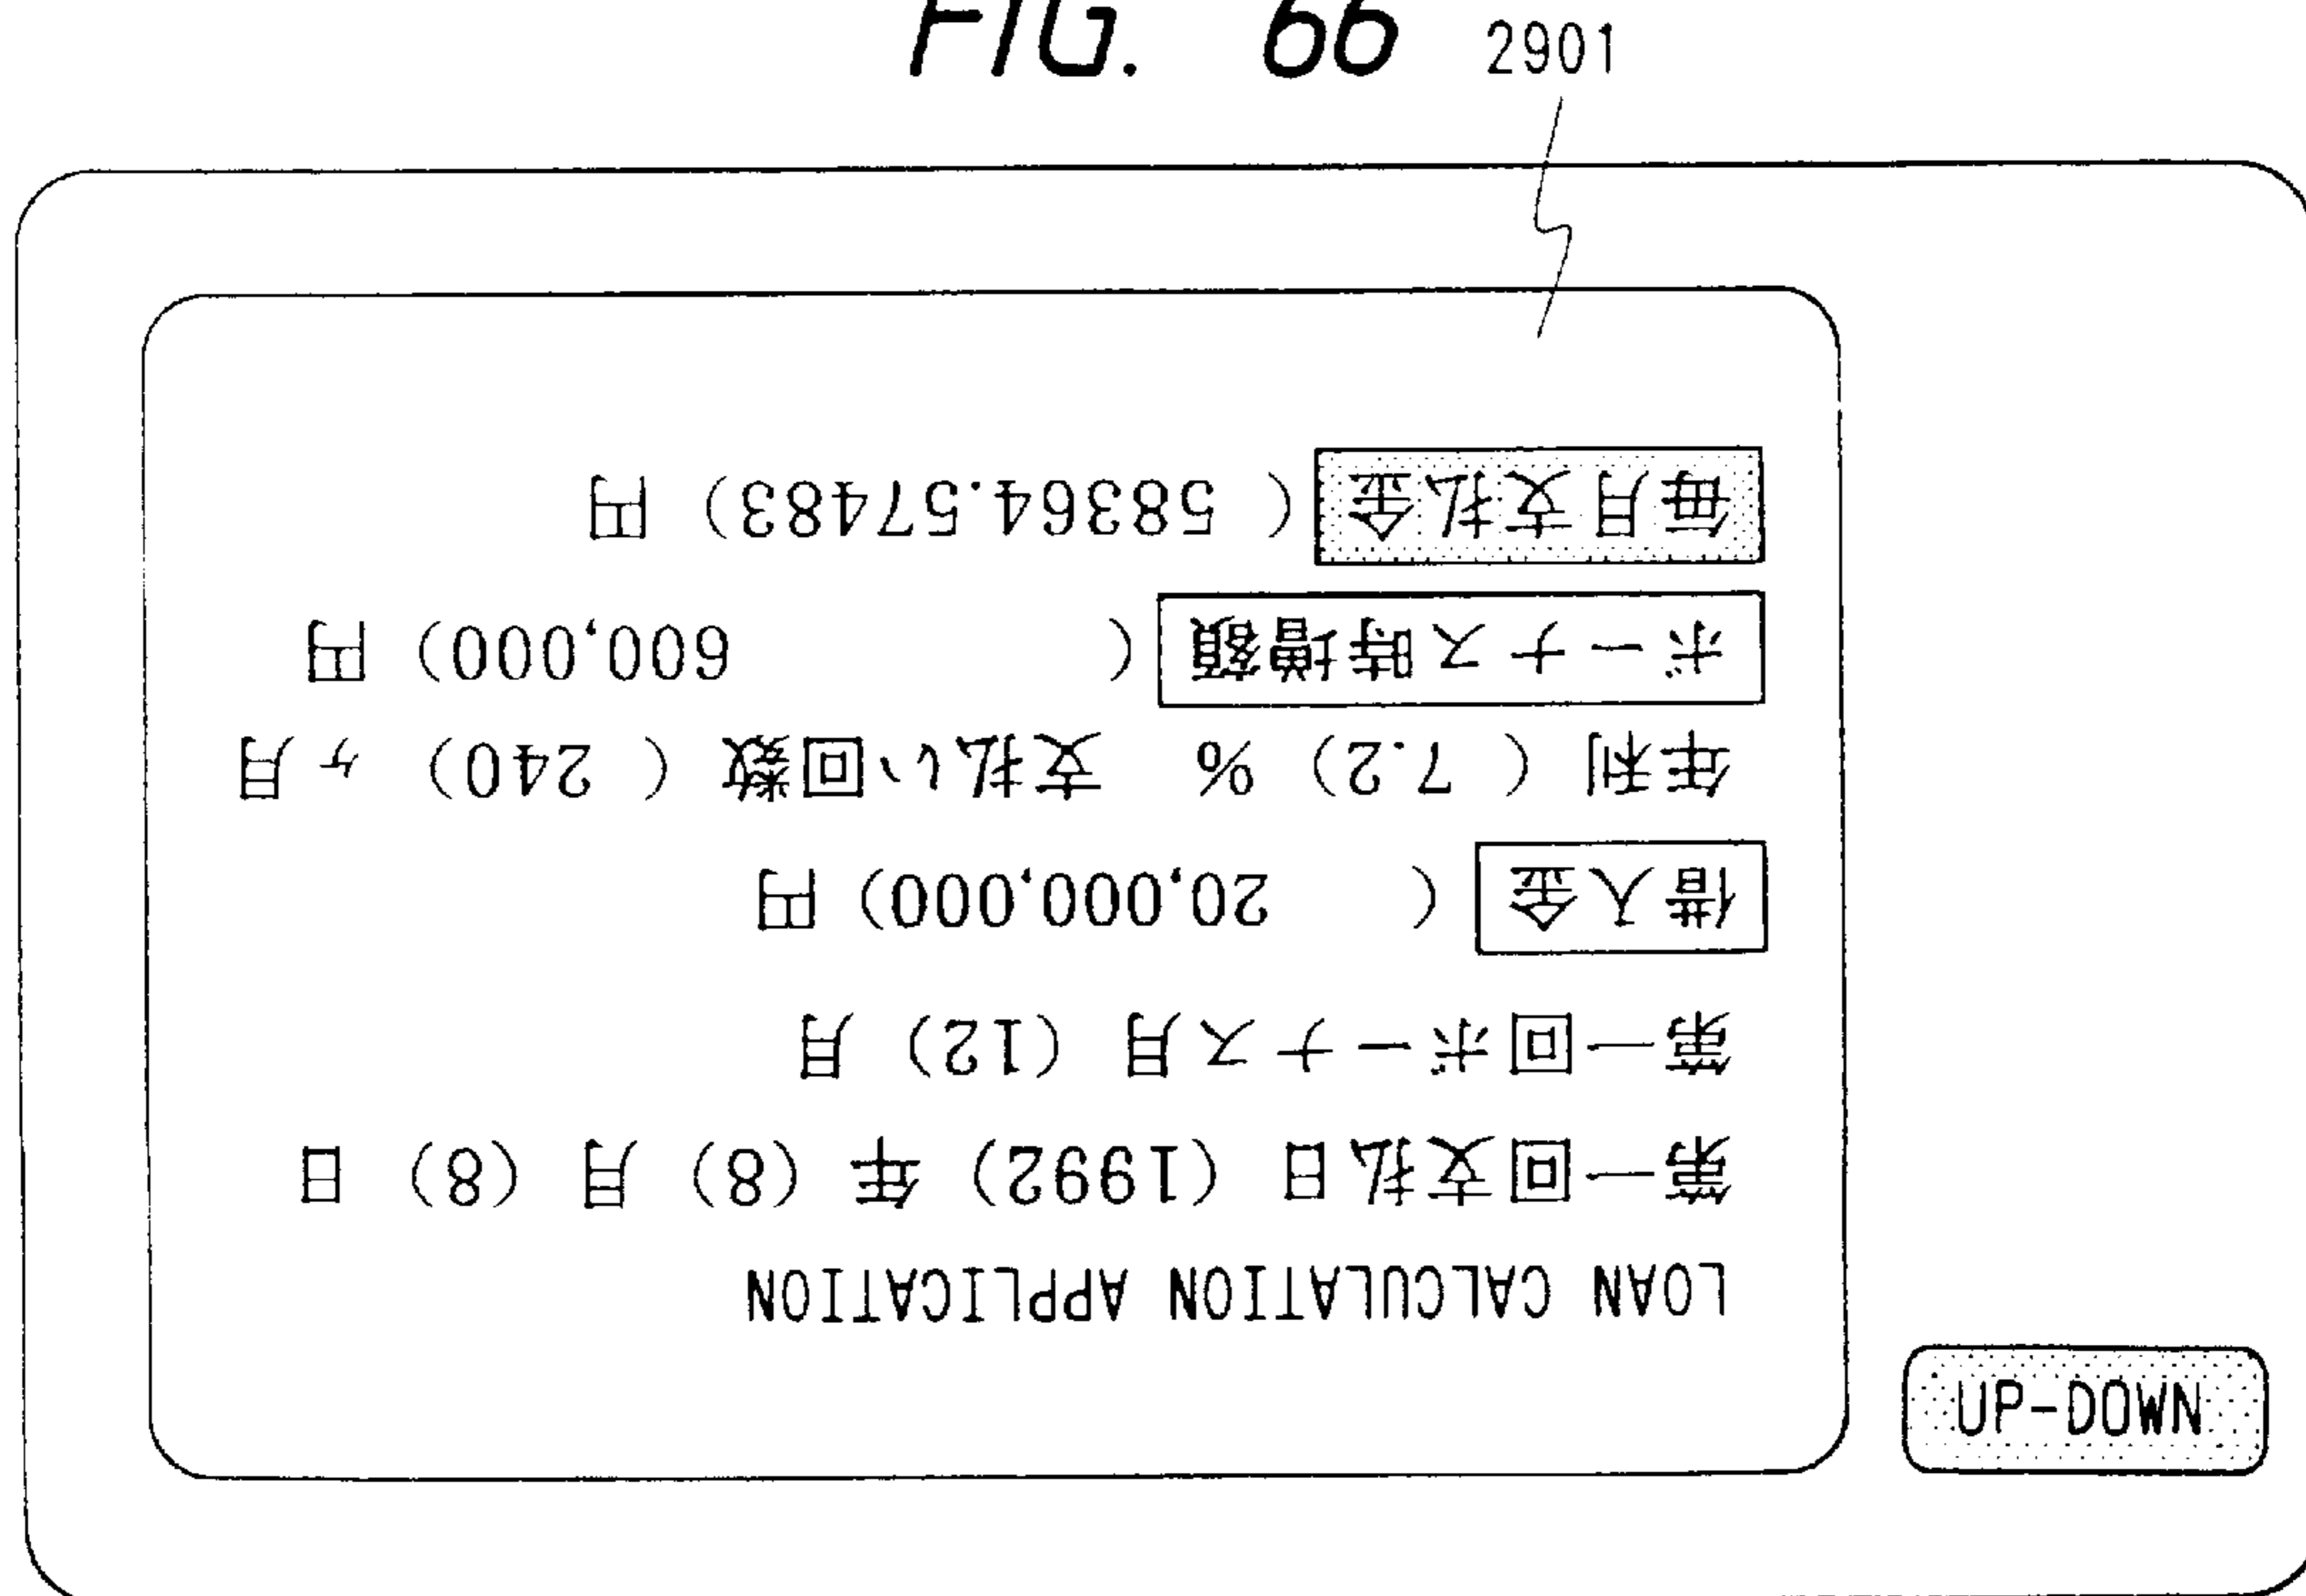 FIG. 66
2901
LOAN CALCULATION APPLICATION
第一回支払日 (1992) 年 (8) 月 (8) 日
第一回ボーナス月 (12) 月
借入金 ( 20,000,000) 円
年利 ( 7.2) % 支払い回数 ( 240) ヶ月
ボーナス時増額 ( 600,000) 円
毎月支払金 ( 58364.57483) 円
UP-DOWN